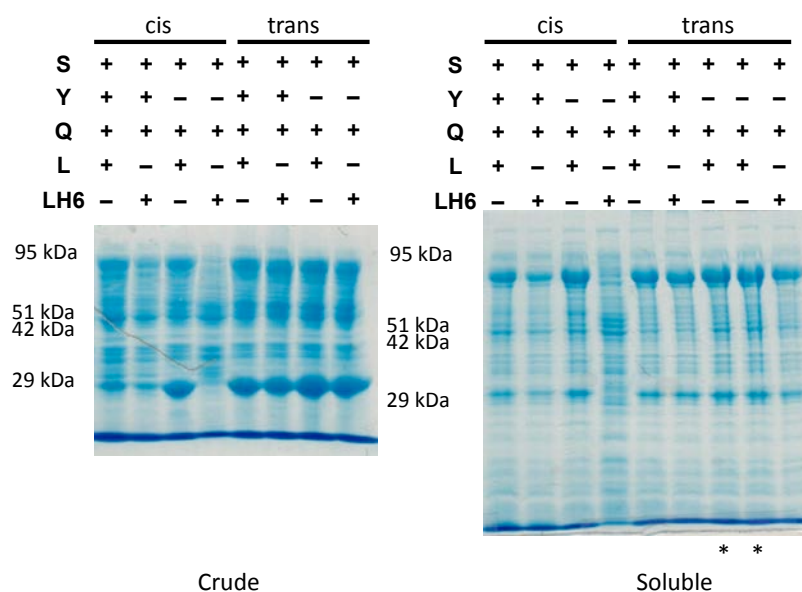 cis trans
S + + + + + + + +
Y + + – – + + – –
Q + + + + + + + +
L + – + – + – + –
LH6 – + – + – + – +
95 kDa
51 kDa
42 kDa
29 kDa
Crude
cis trans
S + + + + + + + + +
Y + + – – + + – – –
Q + + + + + + + + +
L + – + – + – + + –
LH6 – + – + – + – – +
95 kDa
51 kDa
42 kDa
29 kDa
* *
Soluble